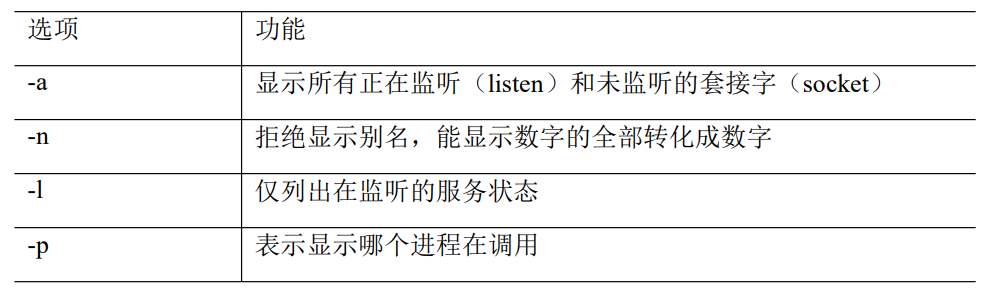 选项 功能
-a 显示所有正在监听（listen）和未监听的套接字（socket）
-n 拒绝显示别名，能显示数字的全部转化成数字
-l 仅列出在监听的服务状态
-p 表示显示哪个进程在调用